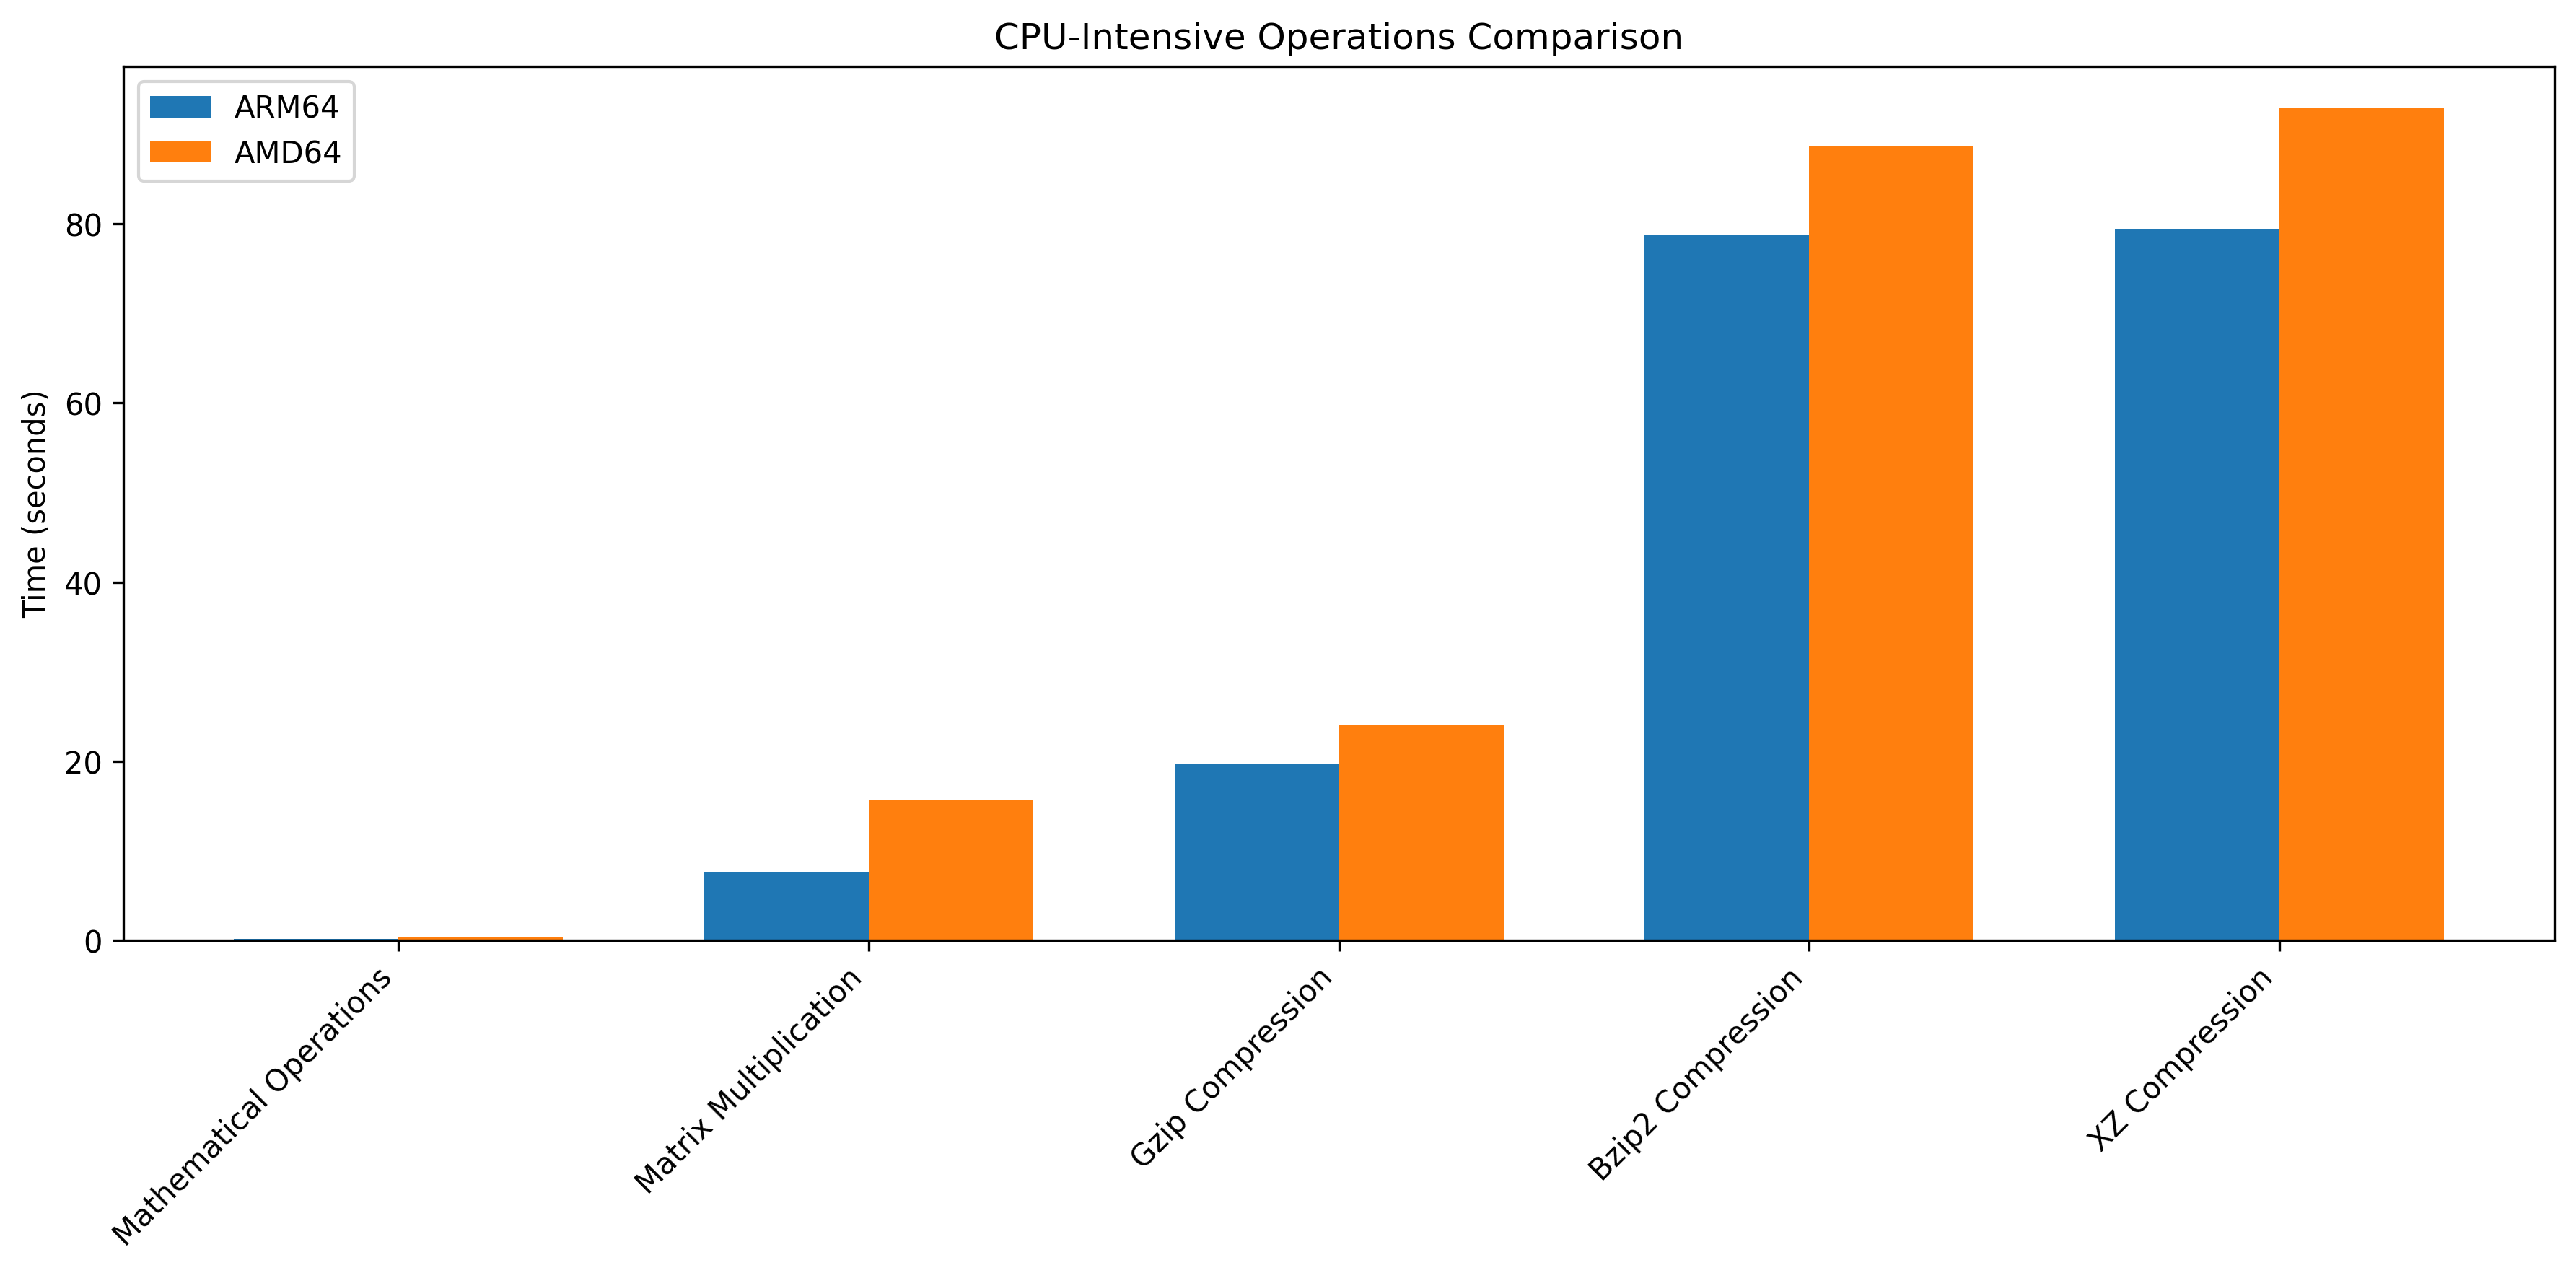 CPU-Intensive Operations Comparison
ARM64
AMD64
Time (seconds)
80
60
40
20
0
Mathematical Operations
Matrix Multiplication
Gzip Compression
Bzip2 Compression
XZ Compression